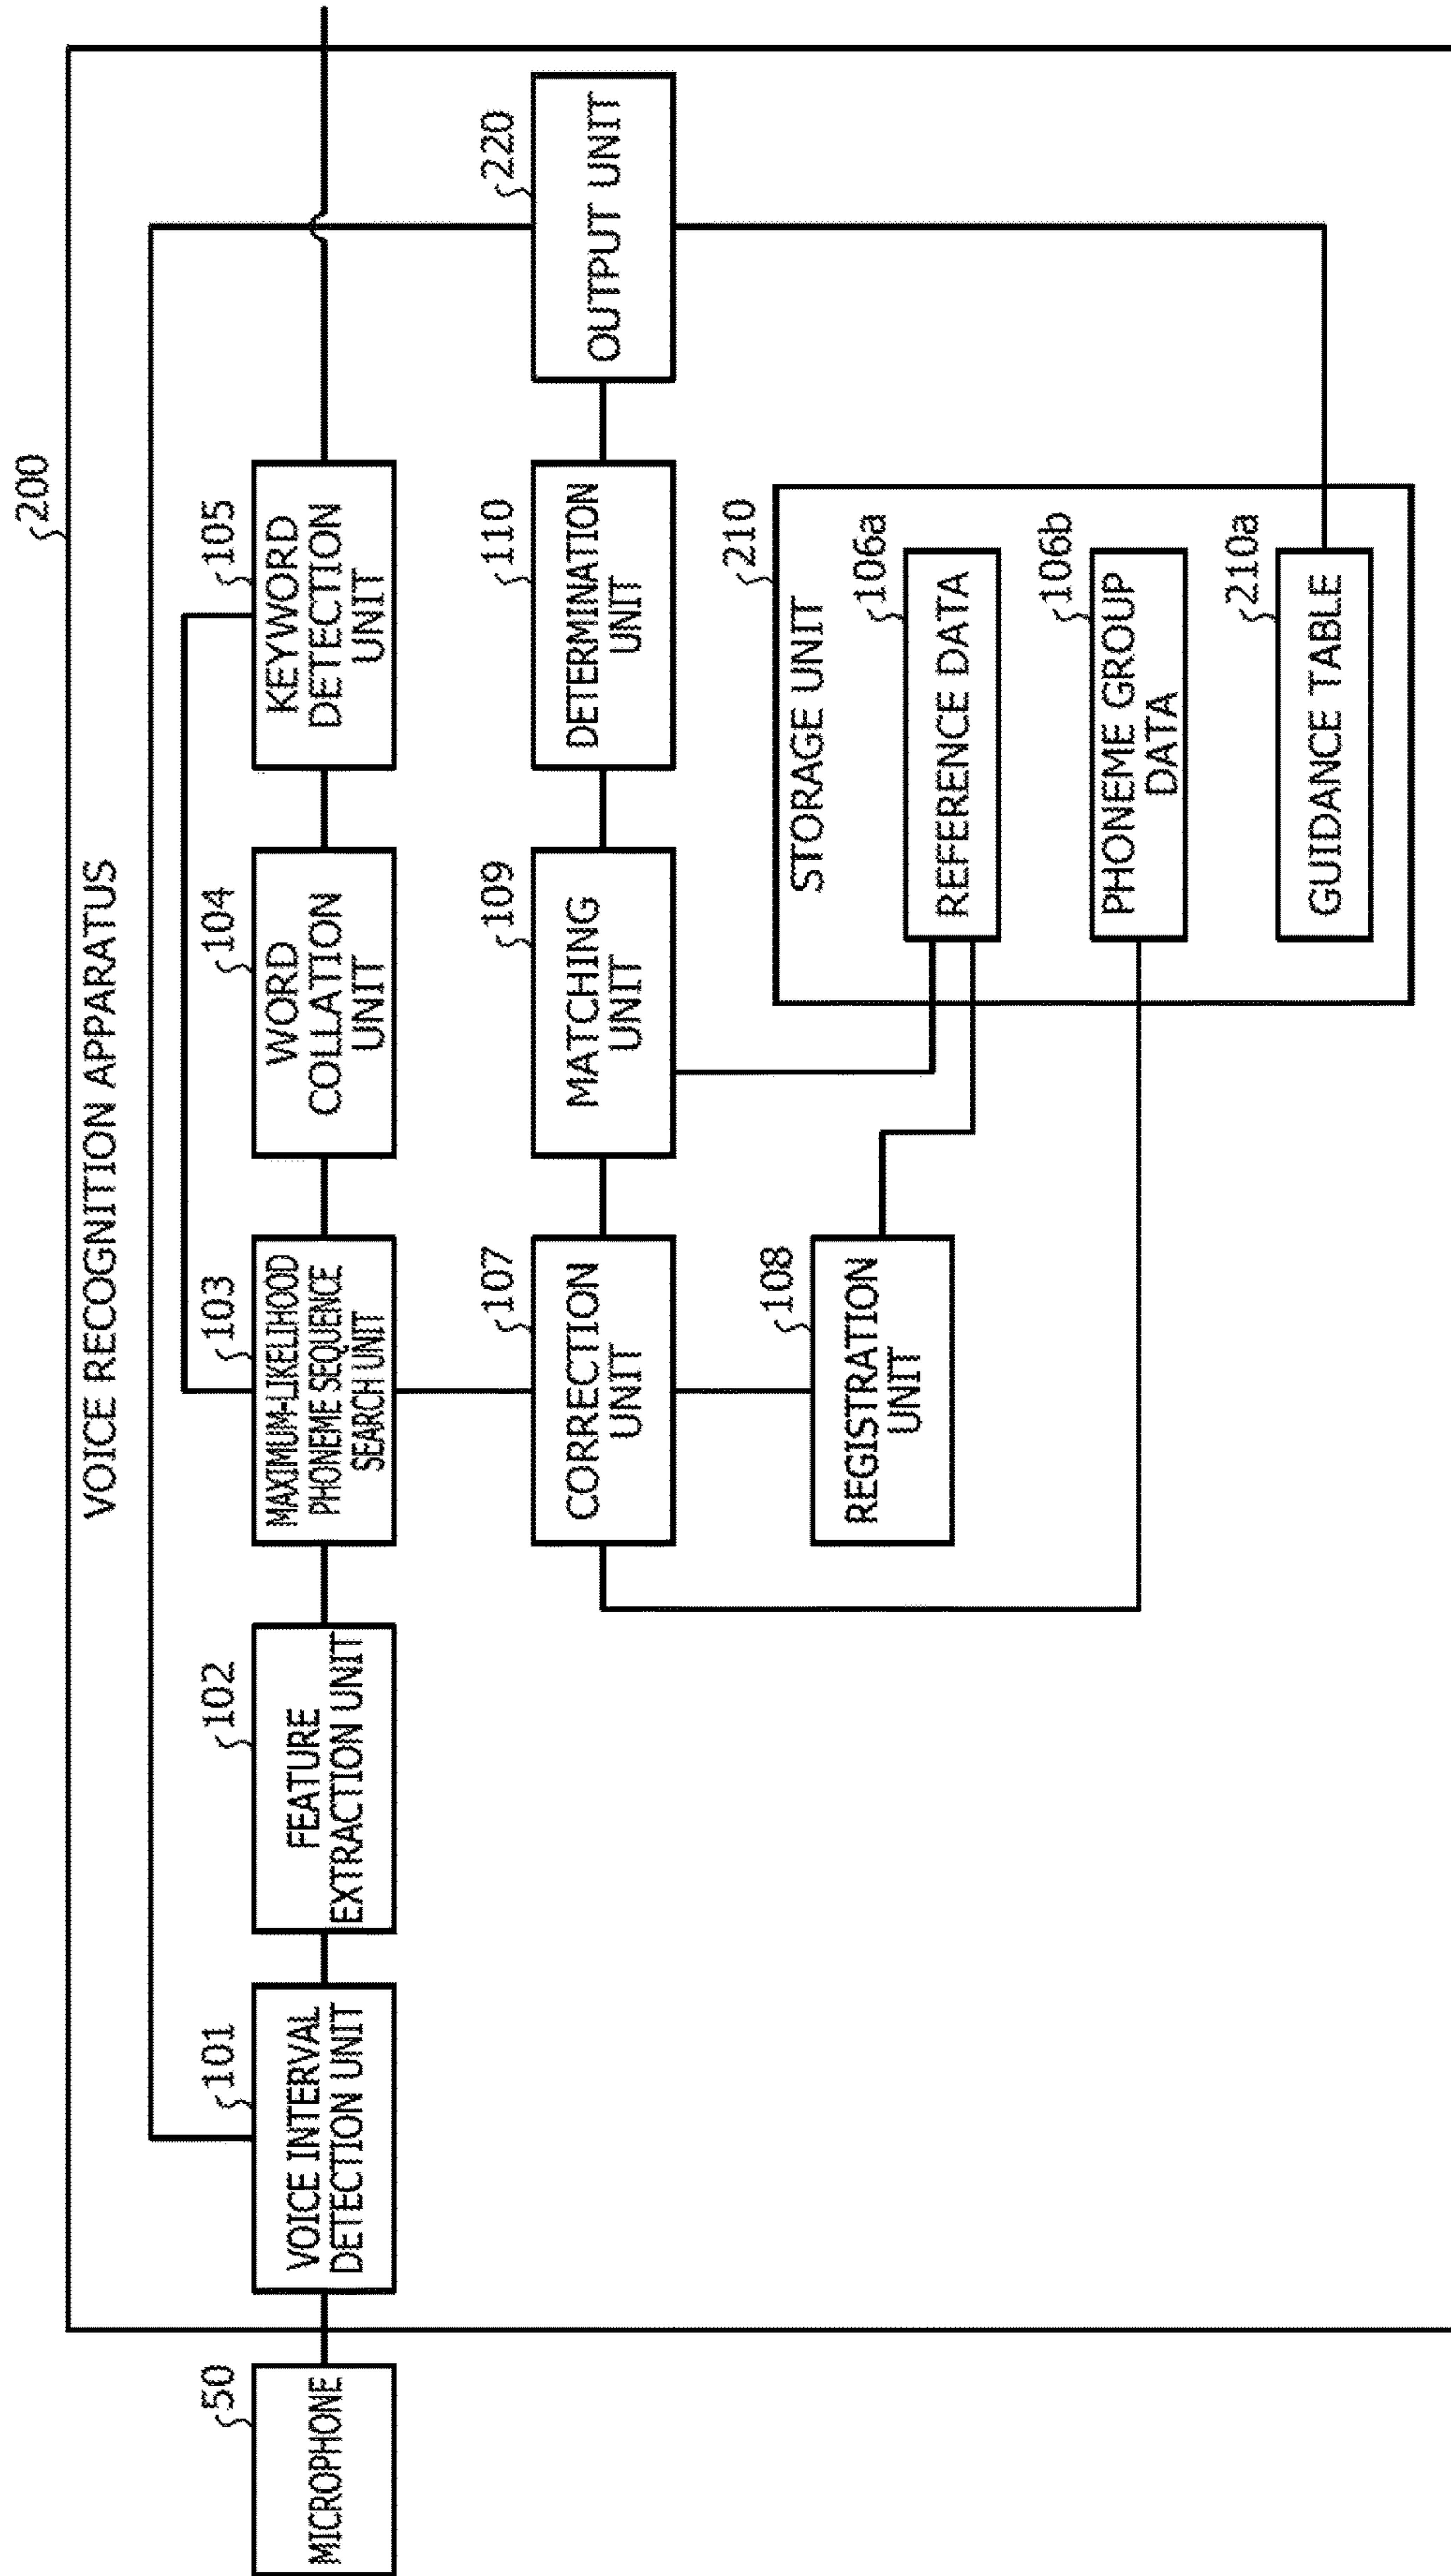 200
VOICE RECOGNITION APPARATUS
50
MICROPHONE
101
VOICE INTERVAL
DETECTION UNIT
102
FEATURE
EXTRACTION UNIT
103
MAXIMUM-LIKELIHOOD
PHONEME SEQUENCE
SEARCH UNIT
104
WORD
COLLATION
UNIT
105
KEYWORD
DETECTION
UNIT
107
CORRECTION
UNIT
109
MATCHING
UNIT
110
DETERMINATION
UNIT
220
OUTPUT UNIT
108
REGISTRATION
UNIT
210
STORAGE UNIT
106a
REFERENCE DATA
106b
PHONEME GROUP
DATA
210a
GUIDANCE TABLE